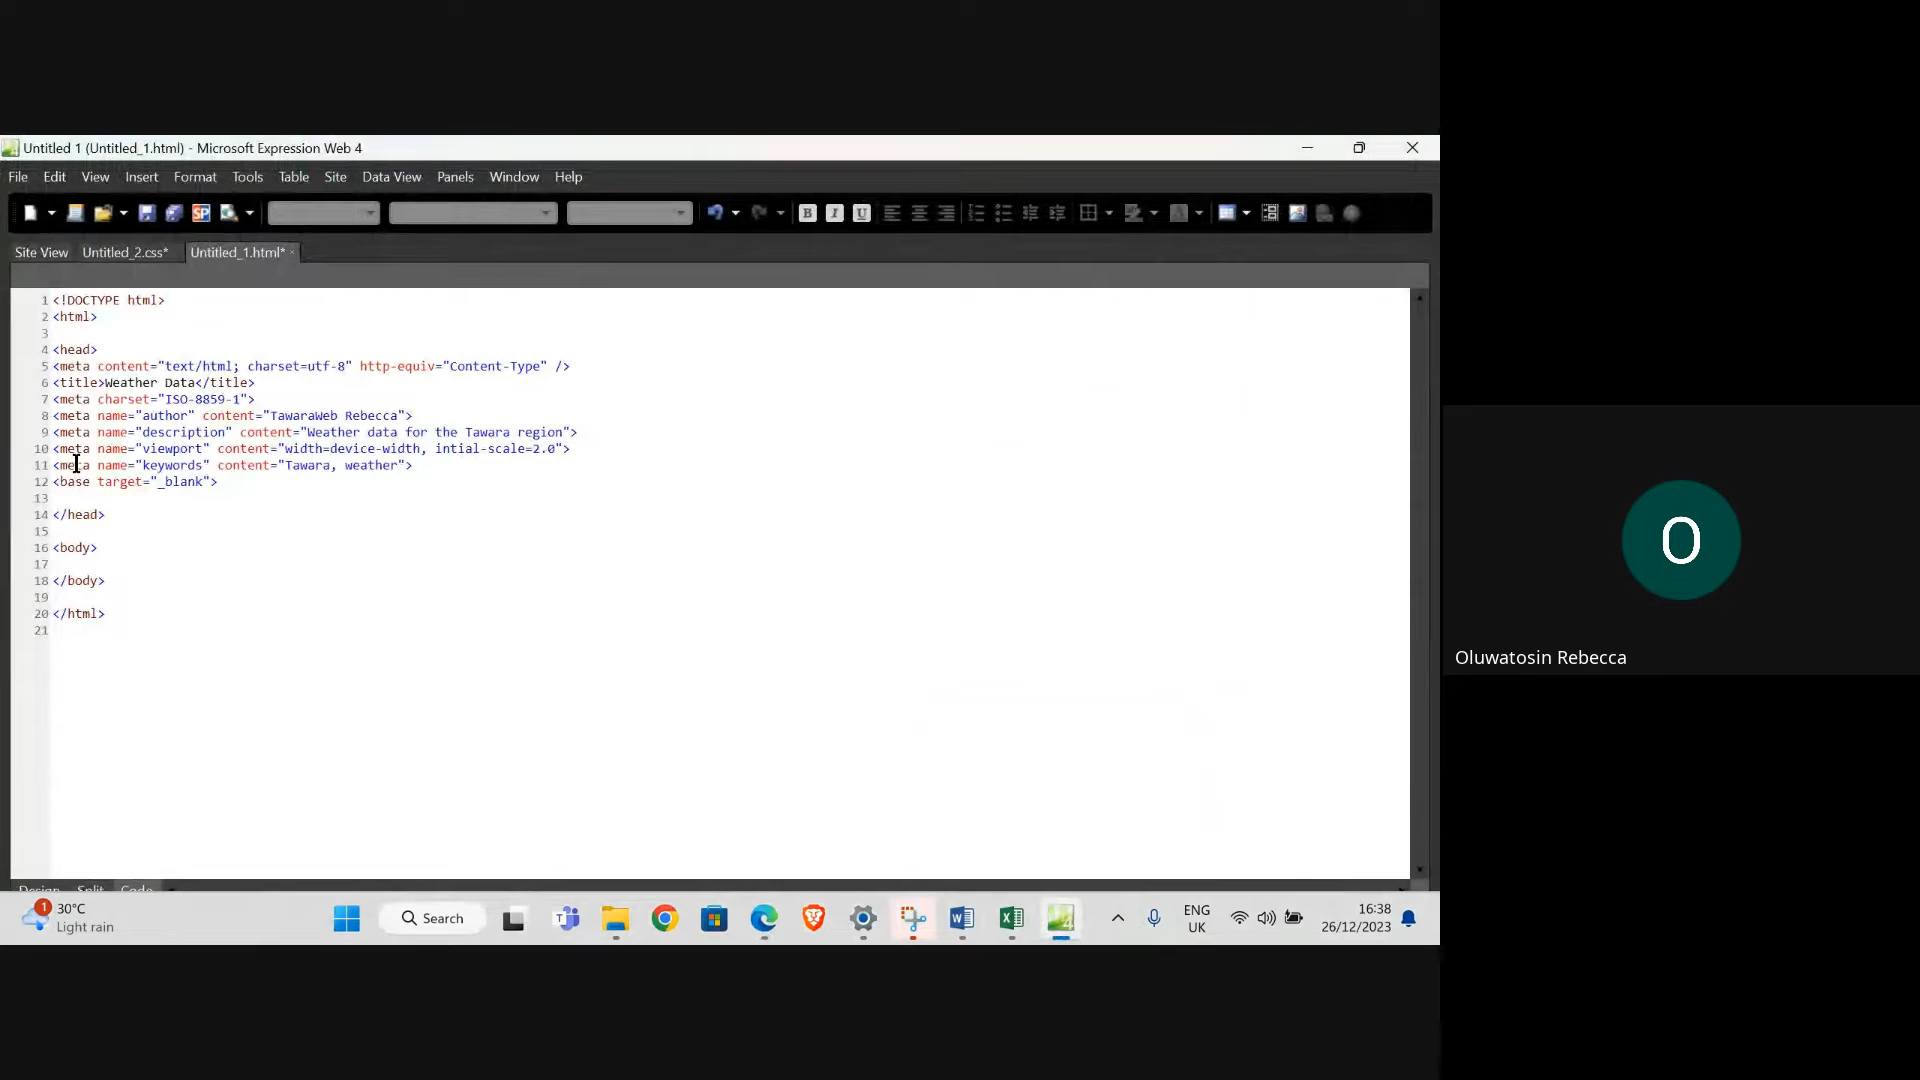 Untitled 1 (Untitled_1.html) - Microsoft Expression Web 4
File Edit View Insert Format Tools Table Site Data View Panels Window Help
Site View Untitled_2.css* Untitled_1.html*
1 <!DOCTYPE html>
2 <html>
3
4 <head>
5 <meta content="text/html; charset=utf-8" http-equiv="Content-Type" />
6 <title>Weather Data</title>
7 <meta charset="ISO-8859-1">
8 <meta name="author" content="TawaraWeb Rebecca">
9 <meta name="description" content="Weather data for the Tawara region">
10 <meta name="viewport" content="width=device-width, intial-scale=2.0">
11 <meta name="keywords" content="Tawara, weather">
12 <base target="_blank">
13
14 </head>
15
16 <body>
17
18 </body>
19
20 </html>
21
Design Split Code
Oluwatosin Rebecca
O
1
30°C
Light rain
Search
ENG
UK
16:38
26/12/2023